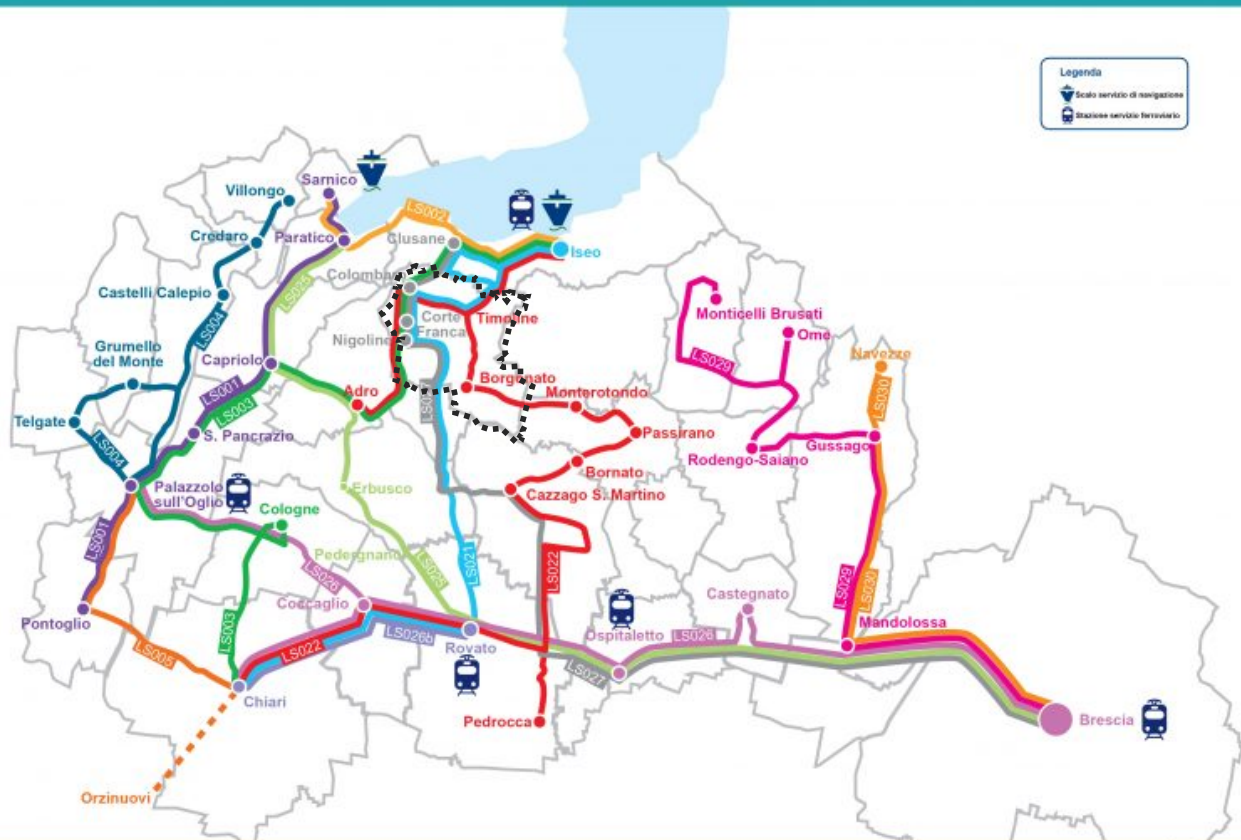 Legenda
Scalo servizio di navigazione
Stazione servizio ferroviario
Sarnico
Villongo
LS002
Credaro
Paratico
Clusane
Iseo
Castelli Calepio
LS025
LS004
Monticelli Brusati
Corte
Franca
Ome
Grumello
del Monte
Nigoline
Navezze
Capriolo
LS029
LS001
Adro
Borgonato
Monterotondo
LS030
LS003
Telgate
S. Pancrazio
Passirano
Gussago
LS004
Rodengo-Saiano
Bornato
Palazzolo
sull'Oglio
Erbusco
Cazzago S. Martino
Cologne
LS001
Pedergnano
LS025
LS021
LS022
LS026
LS029
LS030
Castegnato
Coccaglio
Pontoglio
LS003
LS026b
Ospitaletto
LS026
Mandolossa
LS005
LS022
Rovato
LS027
Chiari
Pedrocca
Brescia
Orzinuovi